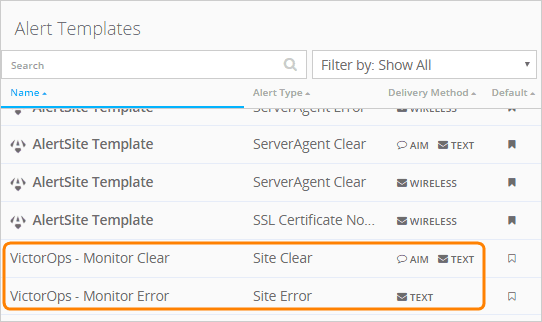 Alert Templates
Search Filter by: Show All
Name Alert Type Delivery Method Default
AlertSite Template ServerAgent Error WIRELESS
AlertSite Template ServerAgent Clear AIM TEXT
AlertSite Template ServerAgent Clear WIRELESS
AlertSite Template SSL Certificate No... WIRELESS
VictorOps - Monitor Clear Site Clear AIM TEXT
VictorOps - Monitor Error Site Error TEXT